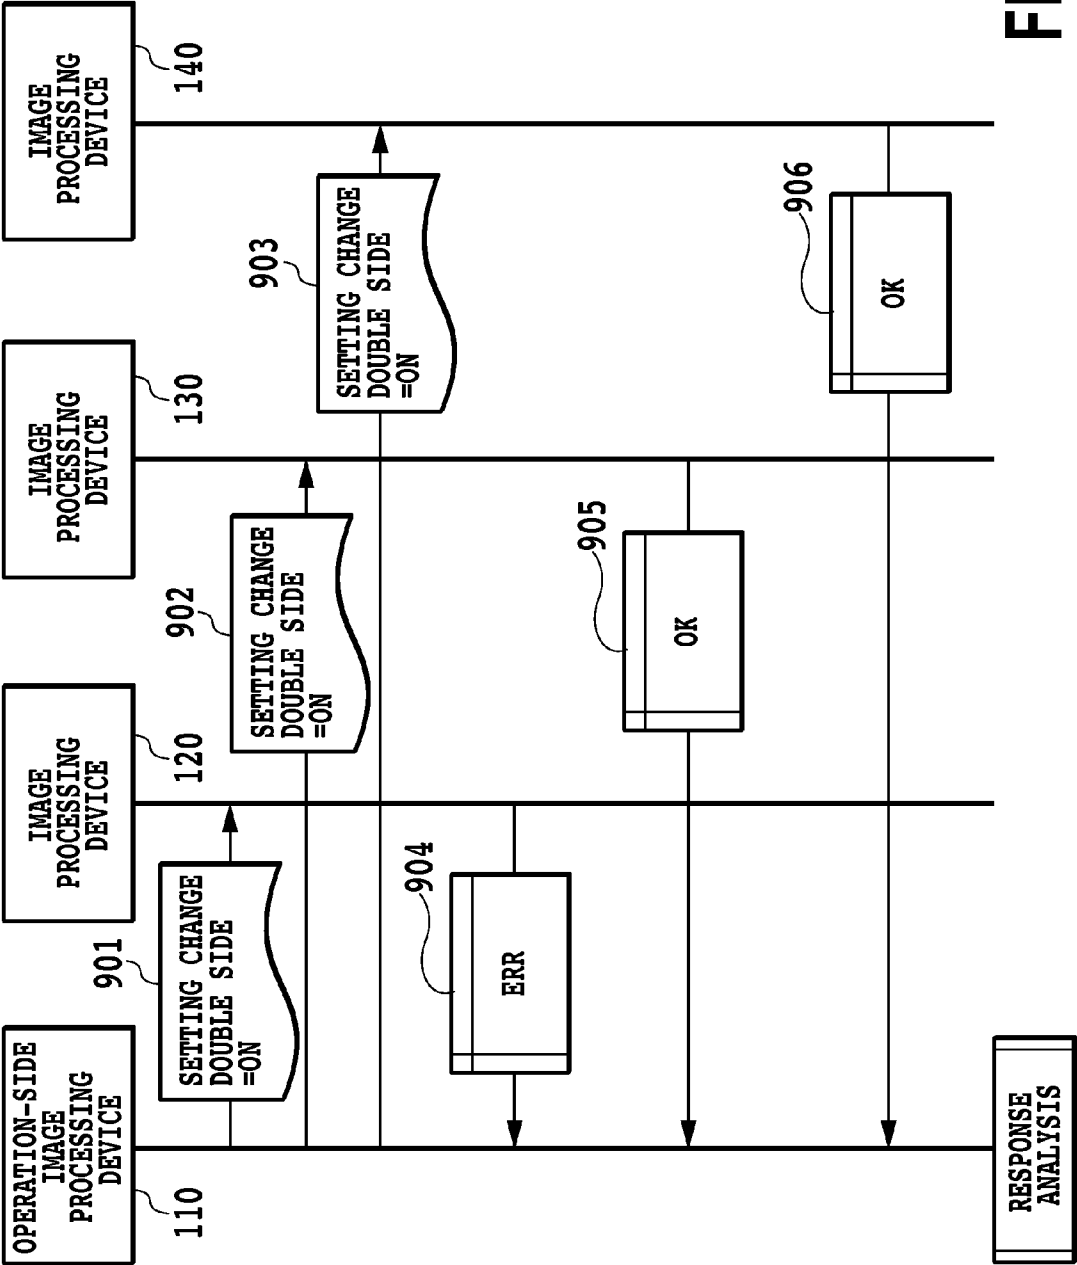 OPERATION-SIDE
IMAGE
PROCESSING
DEVICE
110
IMAGE
PROCESSING
DEVICE
120
IMAGE
PROCESSING
DEVICE
130
IMAGE
PROCESSING
DEVICE
140
901
SETTING CHANGE
DOUBLE SIDE
=ON
902
SETTING CHANGE
DOUBLE SIDE
=ON
903
SETTING CHANGE
DOUBLE SIDE
=ON
904
ERR
905
OK
906
OK
RESPONSE
ANALYSIS